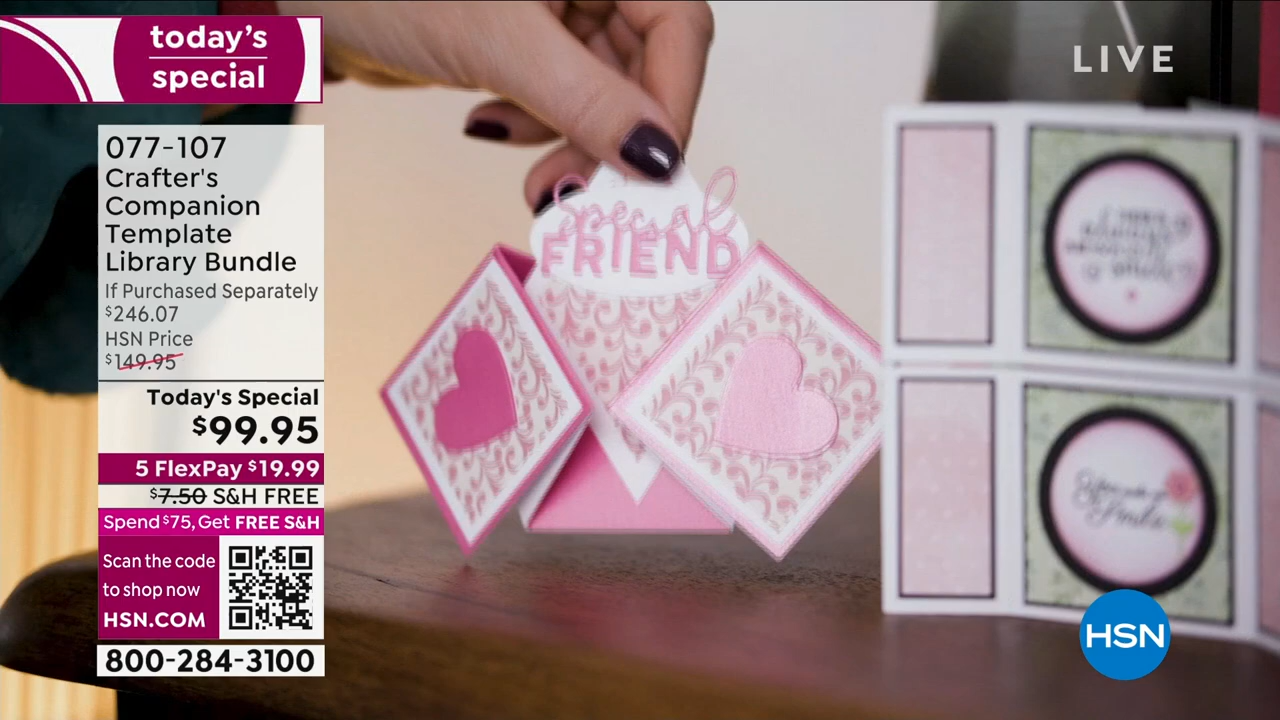 today's
special
LIVE
077-107
Crafter's
Companion
Template
Library Bundle
If Purchased Separately
$246.07
HSN Price
$149.95
Today's Special
$99.95
5 FlexPay $19.99
$7.50 S&H FREE
Spend $75, Get FREE S&H
Scan the code
to shop now
HSN.COM
800-284-3100
Special
FRIEND
HSN